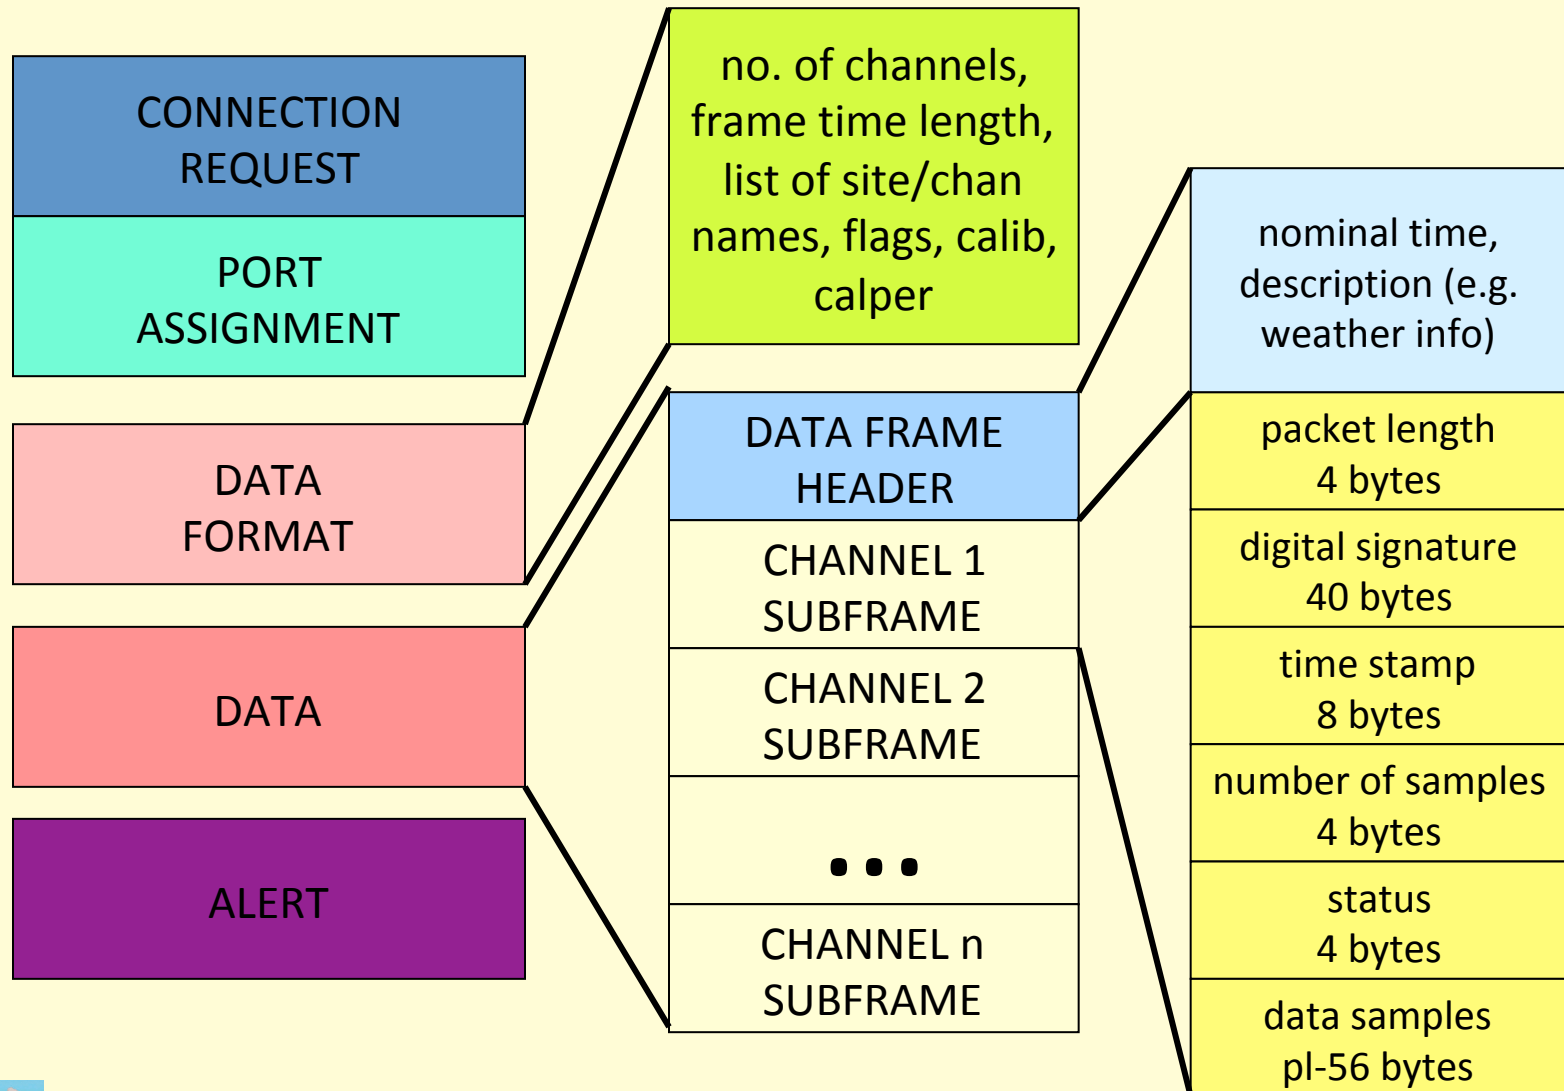 CONNECTION
REQUEST
PORT
ASSIGNMENT
DATA
FORMAT
DATA
ALERT
no. of channels,
frame time length,
list of site/chan
names, flags, calib,
calper
DATA FRAME
HEADER
CHANNEL 1
SUBFRAME
CHANNEL 2
SUBFRAME
...
CHANNEL n
SUBFRAME
nominal time,
description (e.g.
weather info)
packet length
4 bytes
digital signature
40 bytes
time stamp
8 bytes
number of samples
4 bytes
status
4 bytes
data samples
pl-56 bytes